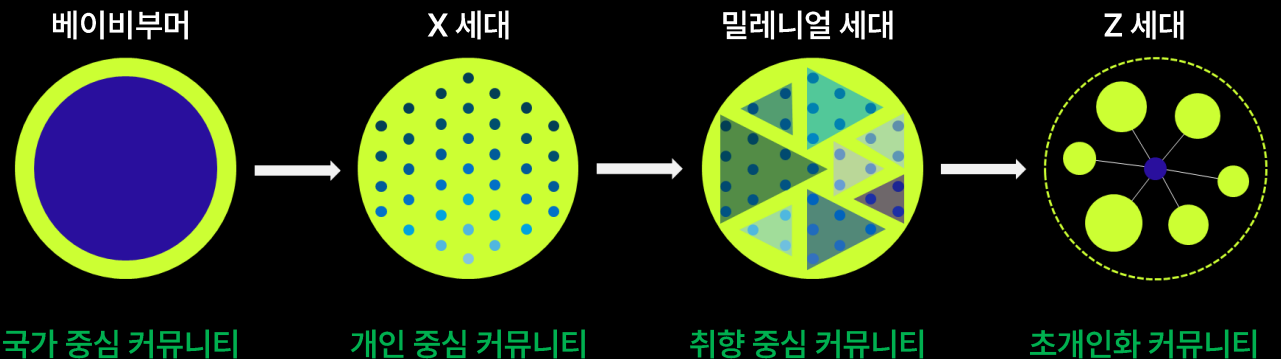 베이비부머
X 세대
밀레니얼 세대
Z 세대
국가 중심 커뮤니티
개인 중심 커뮤니티
취향 중심 커뮤니티
초개인화 커뮤니티